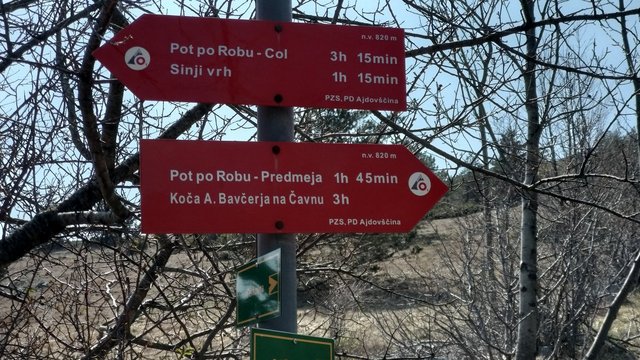 n.v. 820 m
Pot po Robu - Col 3h 15min
Sinji vrh 1h 15min
PZS, PD Ajdovščina
n.v. 820 m
Pot po Robu - Predmeja 1h 45min
Koča A. Bavčerja na Čavnu 3h
PZS, PD Ajdovščina